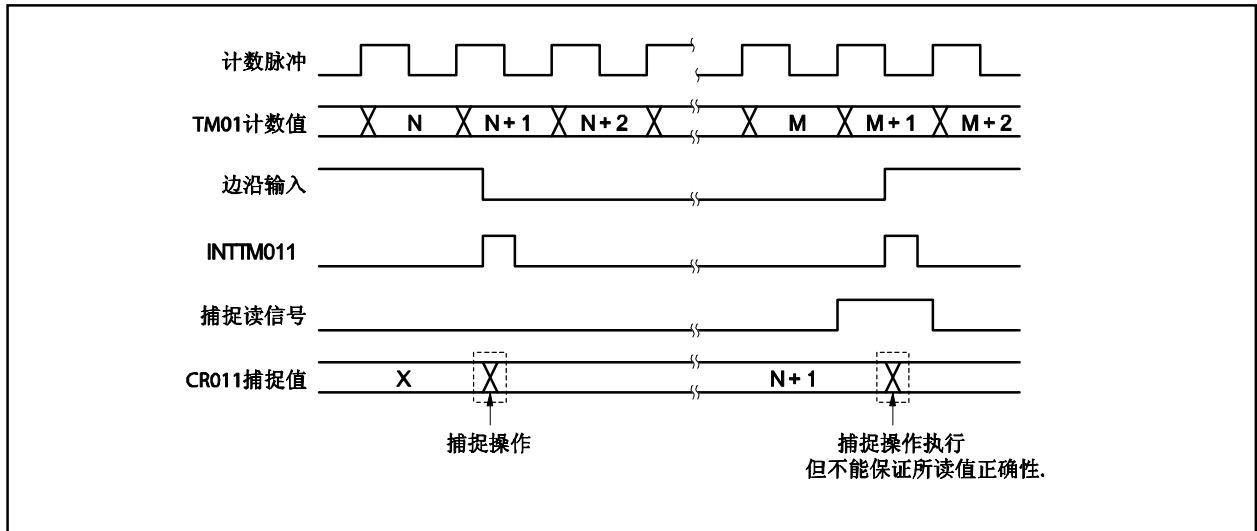 计数脉冲
TM01计数值 N N+1 N+2 M M+1 M+2
边沿输入
INTTM011
捕捉读信号
CR011捕捉值 X N+1
捕捉操作 捕捉操作执行
但不能保证所读值正确性.